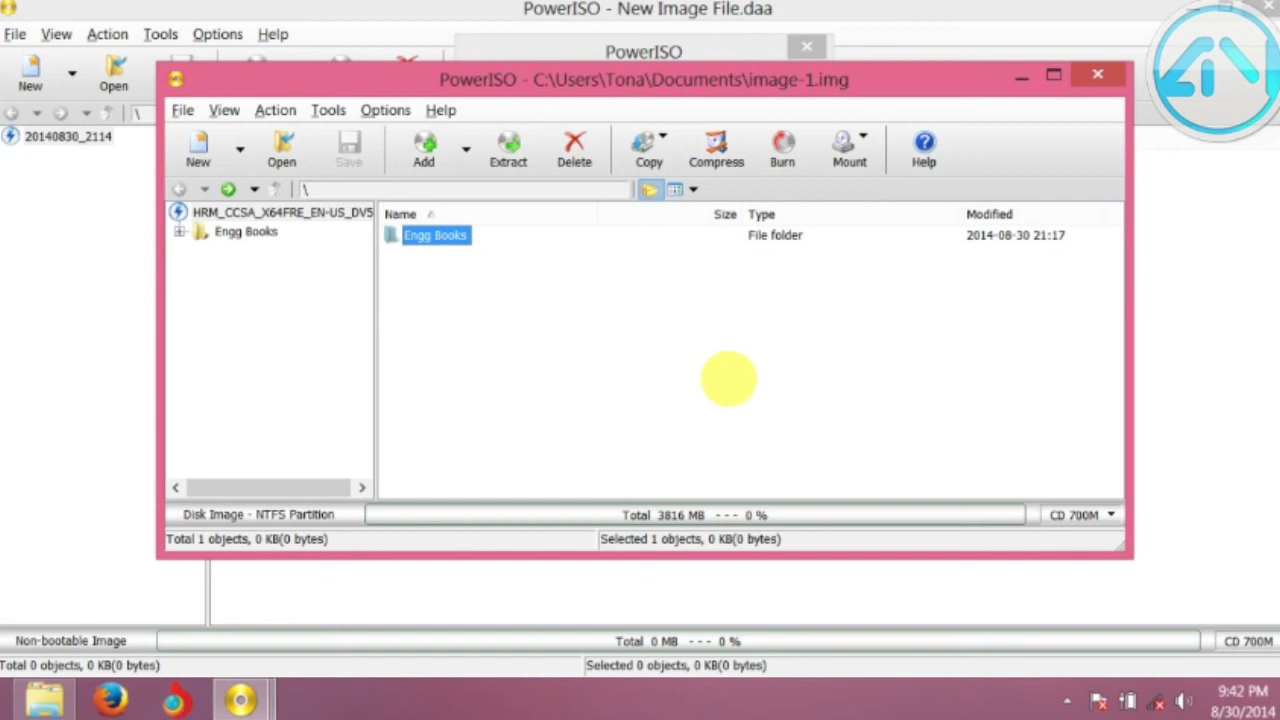 PowerISO - New Image File.daa
File View Action Tools Options Help
PowerISO
New Open
PowerISO - C:\Users\Tona\Documents\image-1.img
File View Action Tools Options Help
New Open Save Add Extract Delete Copy Compress Burn Mount Help
\
\
20140830_2114
HRM_CCSA_X64FRE_EN-US_DV5
Engg Books
Name Size Type Modified
Engg Books File folder 2014-08-30 21:17
Disk Image - NTFS Partition Total 3816 MB --- 0 % CD 700M
Total 1 objects, 0 KB(0 bytes) Selected 1 objects, 0 KB(0 bytes)
Non-bootable Image Total 0 MB --- 0 % CD 700M
Total 0 objects, 0 KB(0 bytes) Selected 0 objects, 0 KB(0 bytes)
9:42 PM
8/30/2014